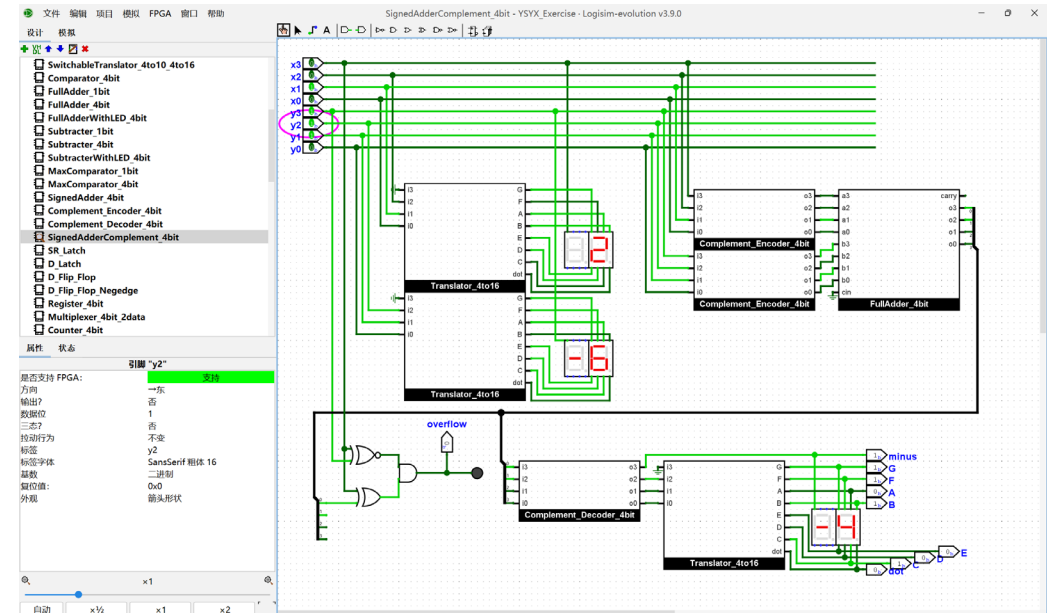 SignedAdderComplement_4bit - YSYX_Exercise - Logisim-evolution v3.9.0
文件 编辑 项目 模拟 FPGA 窗口 帮助
设计 模拟
SwitchableTranslator_4to10_4to16
Comparator_4bit
FullAdder_1bit
FullAdder_4bit
FullAdderWithLED_4bit
Subtracter_1bit
Subtracter_4bit
SubtracterWithLED_4bit
MaxComparator_1bit
MaxComparator_4bit
SignedAdder_4bit
Complement_Encoder_4bit
Complement_Decoder_4bit
SignedAdderComplement_4bit
SR_Latch
D_Latch
D_Flip_Flop
D_Flip_Flop_Negedge
Register_4bit
Multiplexer_4bit_2data
Counter_4bit
属性 状态
引脚 "y2"
是否支持 FPGA: 支持
方向 →东
输出? 否
数据位 1
三态? 否
拉动行为 不变
标签 y2
标签字体 SansSerif 粗体 16
基数 二进制
复位值: 0x0
外观 箭头形状
×1
自动 ×½ ×1 ×2
x3
x2
x1
x0
y3
y2
y1
y0
i3 G
i2 F
i1 A
i0 B
E
D
C
dot
Translator_4to16
2
i3 G
i2 F
i1 A
i0 B
E
D
C
dot
Translator_4to16
-6
i3 o3
i2 o2
i1 o1
i0 o0
Complement_Encoder_4bit
i3 o3
i2 o2
i1 o1
i0 o0
Complement_Encoder_4bit
a3 carry
a2 o3
a1 o2
a0 o1
b3 o0
b2
b1
b0
cin
FullAdder_4bit
overflow
i3 o3
i2 o2
i1 o1
i0 o0
Complement_Decoder_4bit
i3 G
i2 F
i1 A
i0 B
E
D
C
dot
Translator_4to16
-4
minus
G
F
A
B
E
D
C
dot